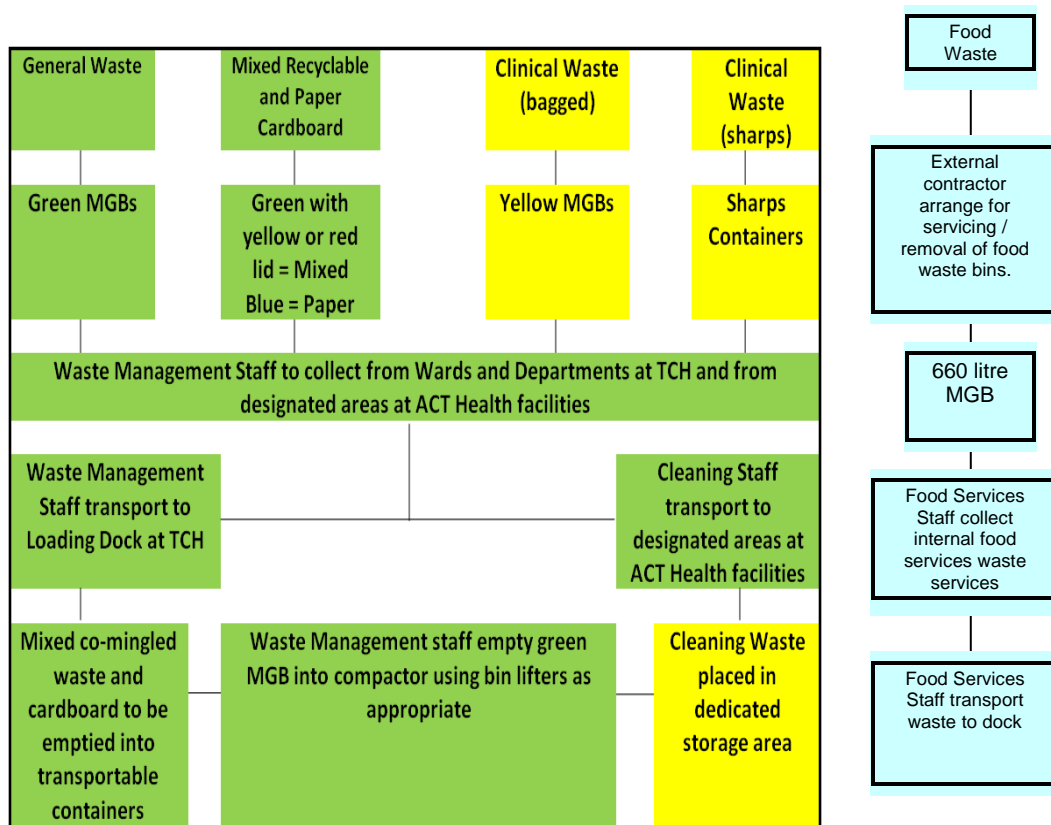 General Waste
Mixed Recyclable
and Paper
Cardboard
Clinical Waste
(bagged)
Clinical
Waste
(sharps)
Green MGBs
Green with
yellow or red
lid = Mixed
Blue = Paper
Yellow MGBs
Sharps
Containers
Waste Management Staff to collect from Wards and Departments at TCH and from
designated areas at ACT Health facilities
Waste Management
Staff transport to
Loading Dock at TCH
Cleaning Staff
transport to
designated areas at
ACT Health facilities
Mixed co-mingled
waste and
cardboard to be
emptied into
transportable
containers
Waste Management staff empty green
MGB into compactor using bin lifters as
appropriate
Cleaning Waste
placed in
dedicated
storage area
Food
Waste
External
contractor
arrange for
servicing /
removal of food
waste bins.
660 litre
MGB
Food Services
Staff collect
internal food
services waste
services
Food Services
Staff transport
waste to dock